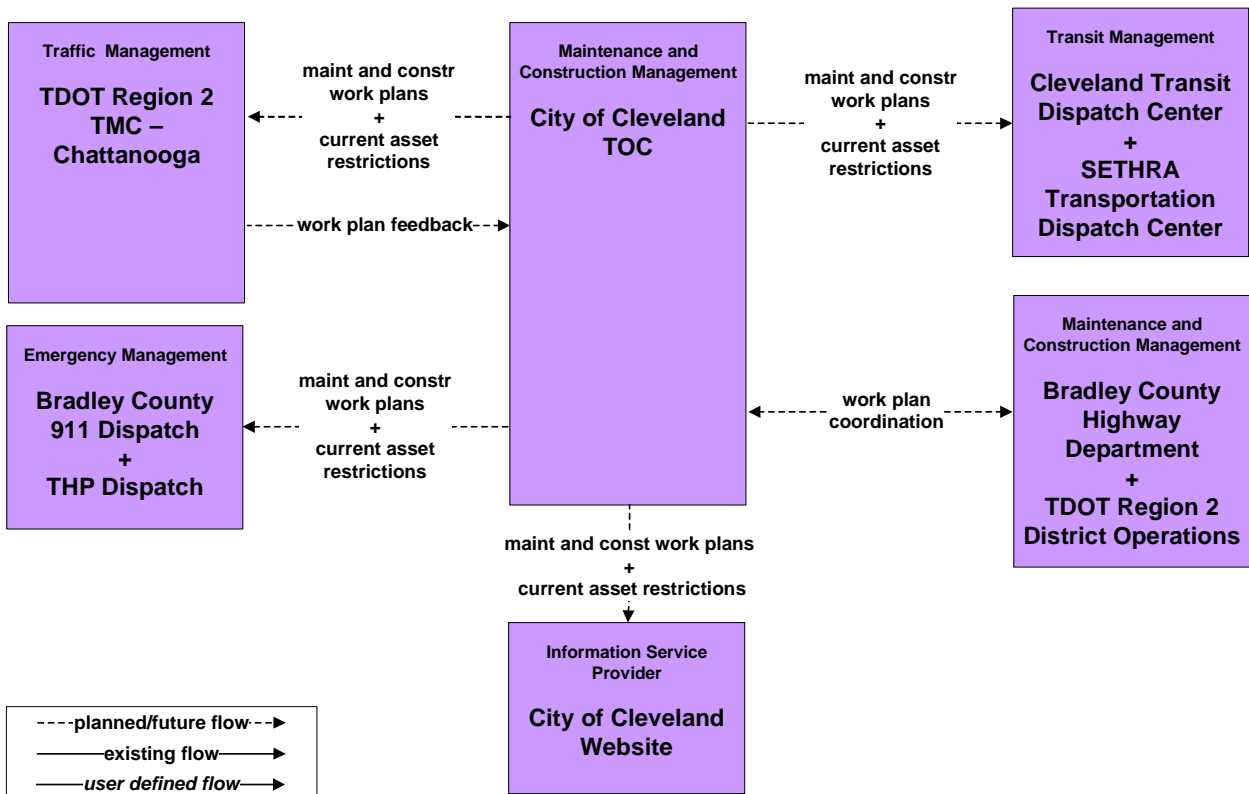 Traffic Management
TDOT Region 2
TMC –
Chattanooga
maint and constr
work plans
+
current asset
restrictions
work plan feedback
Maintenance and
Construction Management
City of Cleveland
TOC
maint and constr
work plans
+
current asset
restrictions
Transit Management
Cleveland Transit
Dispatch Center
+
SETHRA
Transportation
Dispatch Center
Emergency Management
Bradley County
911 Dispatch
+
THP Dispatch
maint and constr
work plans
+
current asset
restrictions
work plan
coordination
Maintenance and
Construction Management
Bradley County
Highway
Department
+
TDOT Region 2
District Operations
maint and const work plans
+
current asset restrictions
Information Service
Provider
City of Cleveland
Website
planned/future flow
existing flow
user defined flow